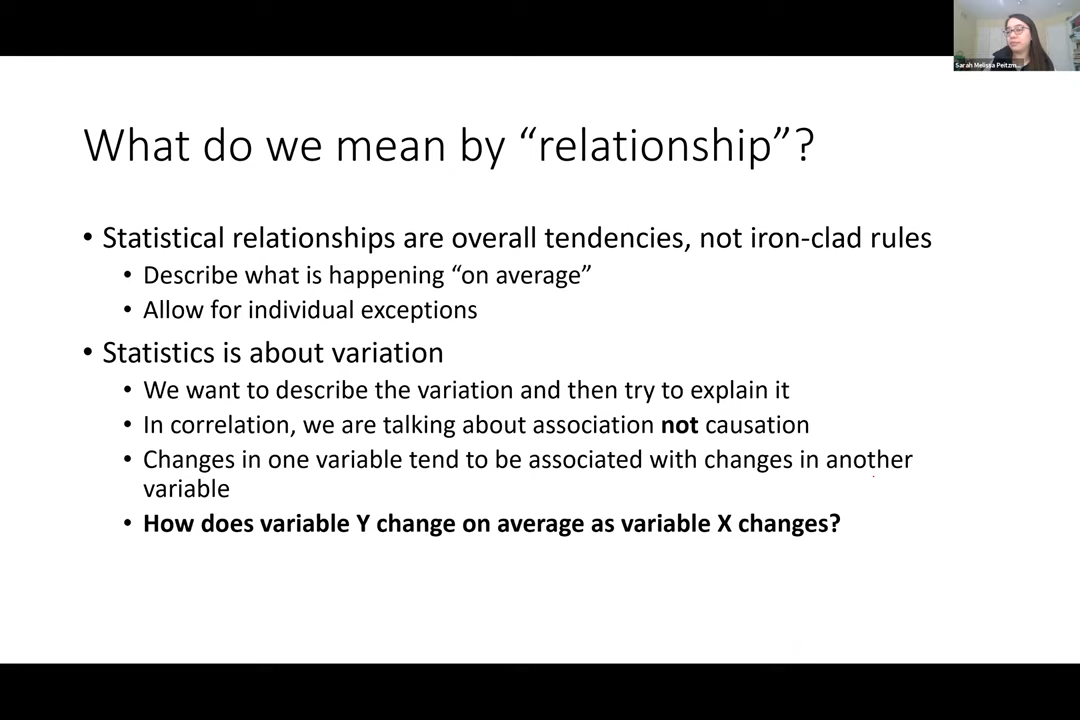 Sarah Melissa Peitzm...
What do we mean by “relationship”?
• Statistical relationships are overall tendencies, not iron-clad rules
• Describe what is happening “on average”
• Allow for individual exceptions
• Statistics is about variation
• We want to describe the variation and then try to explain it
• In correlation, we are talking about association not causation
• Changes in one variable tend to be associated with changes in another
variable
• How does variable Y change on average as variable X changes?